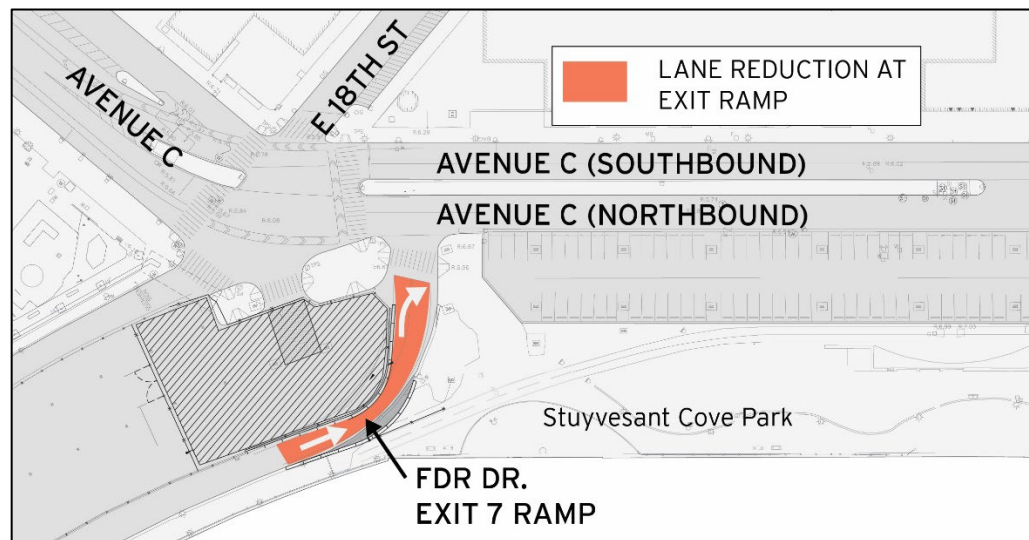 LANE REDUCTION AT
EXIT RAMP
AVENUE C
E 18TH ST
AVENUE C (SOUTHBOUND)
AVENUE C (NORTHBOUND)
Stuyvesant Cove Park
FDR DR.
EXIT 7 RAMP